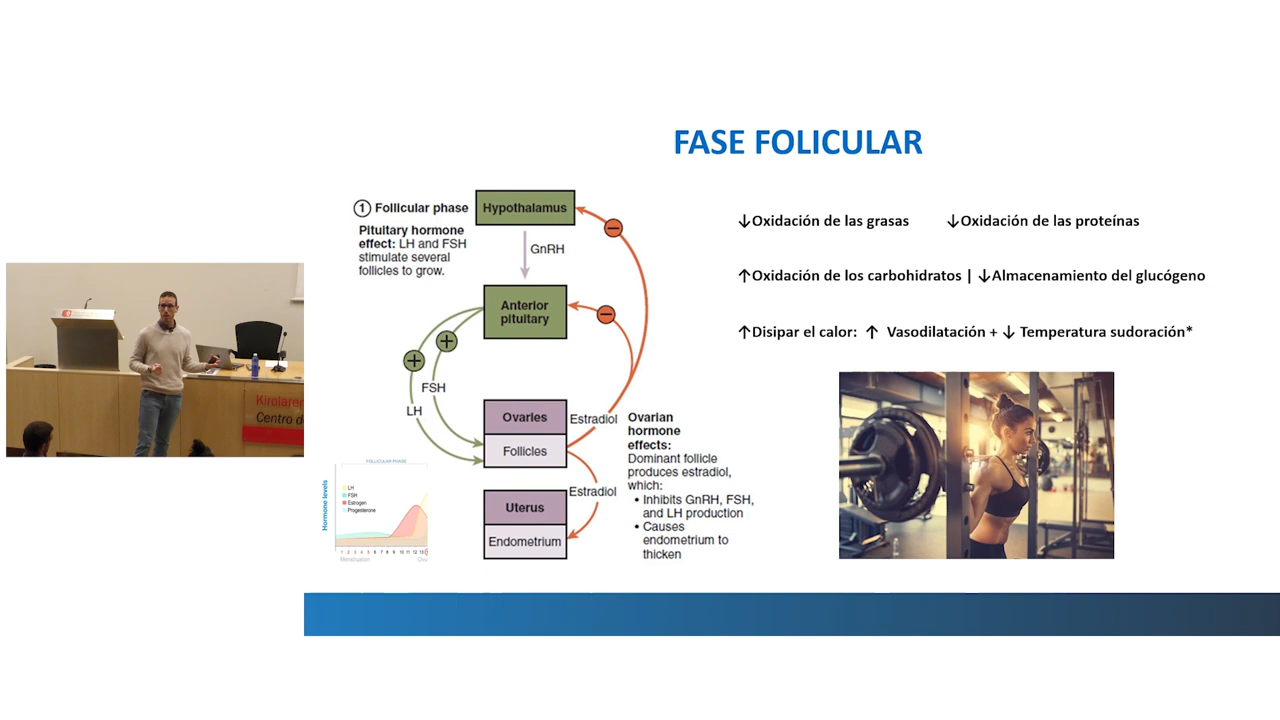 FASE FOLICULAR
1 Follicular phase
Pituitary hormone
effect: LH and FSH
stimulate several
follicles to grow.
Hypothalamus
GnRH
Anterior
pituitary
FSH
LH
Ovaries
Follicles
Estradiol
Estradiol
Uterus
Endometrium
Ovarian
hormone
effects:
Dominant follicle
produces estradiol,
which:
• Inhibits GnRH, FSH,
and LH production
• Causes
endometrium to
thicken
↓Oxidación de las grasas ↓Oxidación de las proteínas
↑Oxidación de los carbohidratos | ↓Almacenamiento del glucógeno
↑Disipar el calor: ↑ Vasodilatación + ↓ Temperatura sudoración*
FOLLICULAR PHASE
Hormone levels
LH
FSH
Estrogen
Progesterone
1 2 3 4 5 6 7 8 9 10 11 12 13
Menstruation Ovu
Kirolaren
Centro de